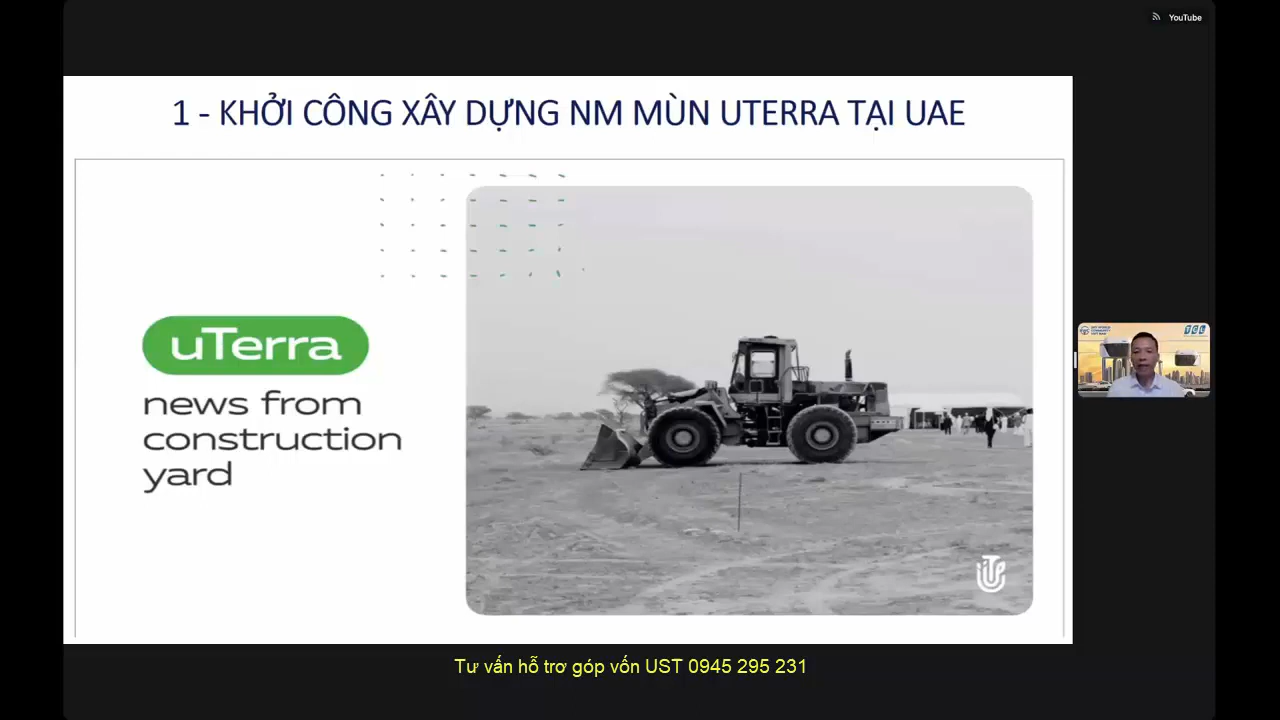 YouTube
1 - KHỞI CÔNG XÂY DỰNG NM MÙN UTERRA TẠI UAE
uTerra
news from
construction
yard
Tư vấn hỗ trơ góp vốn UST 0945 295 231